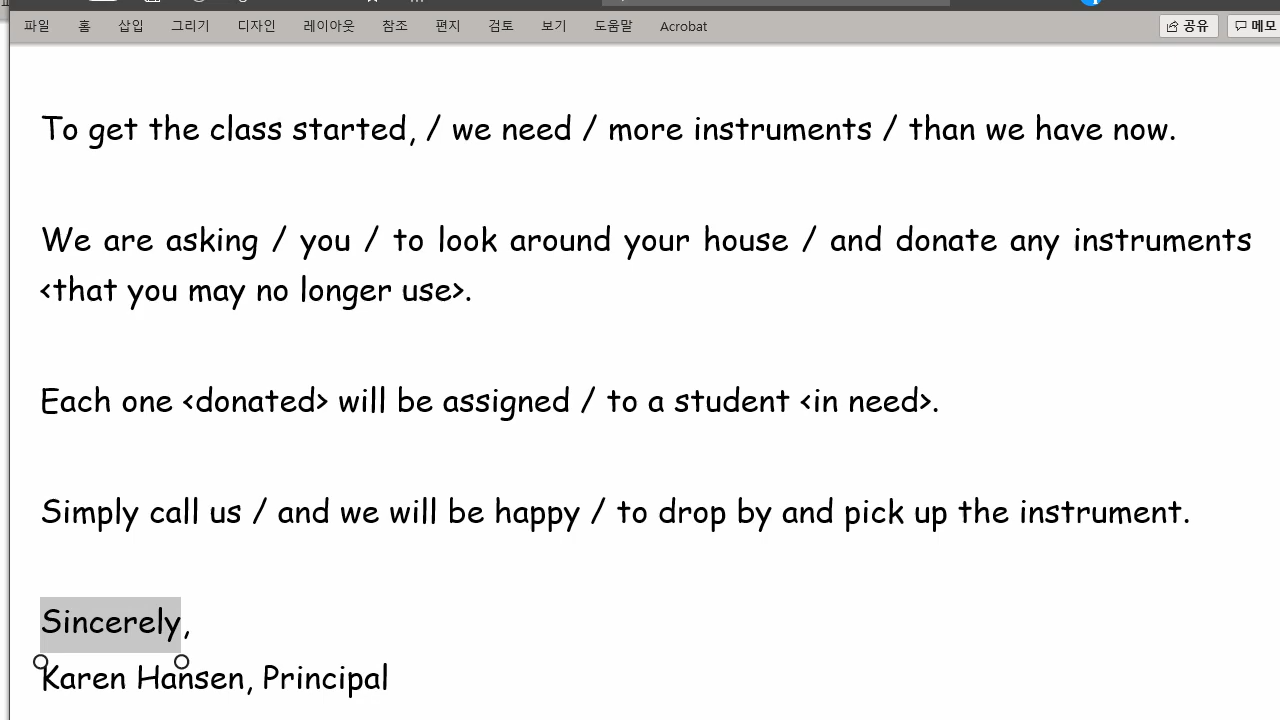 파일 홈 삽입 그리기 디자인 레이아웃 참조 편지 검토 보기 도움말 Acrobat 공유 메모
To get the class started, / we need / more instruments / than we have now.
We are asking / you / to look around your house / and donate any instruments
<that you may no longer use>.
Each one <donated> will be assigned / to a student <in need>.
Simply call us / and we will be happy / to drop by and pick up the instrument.
Sincerely,
Karen Hansen, Principal